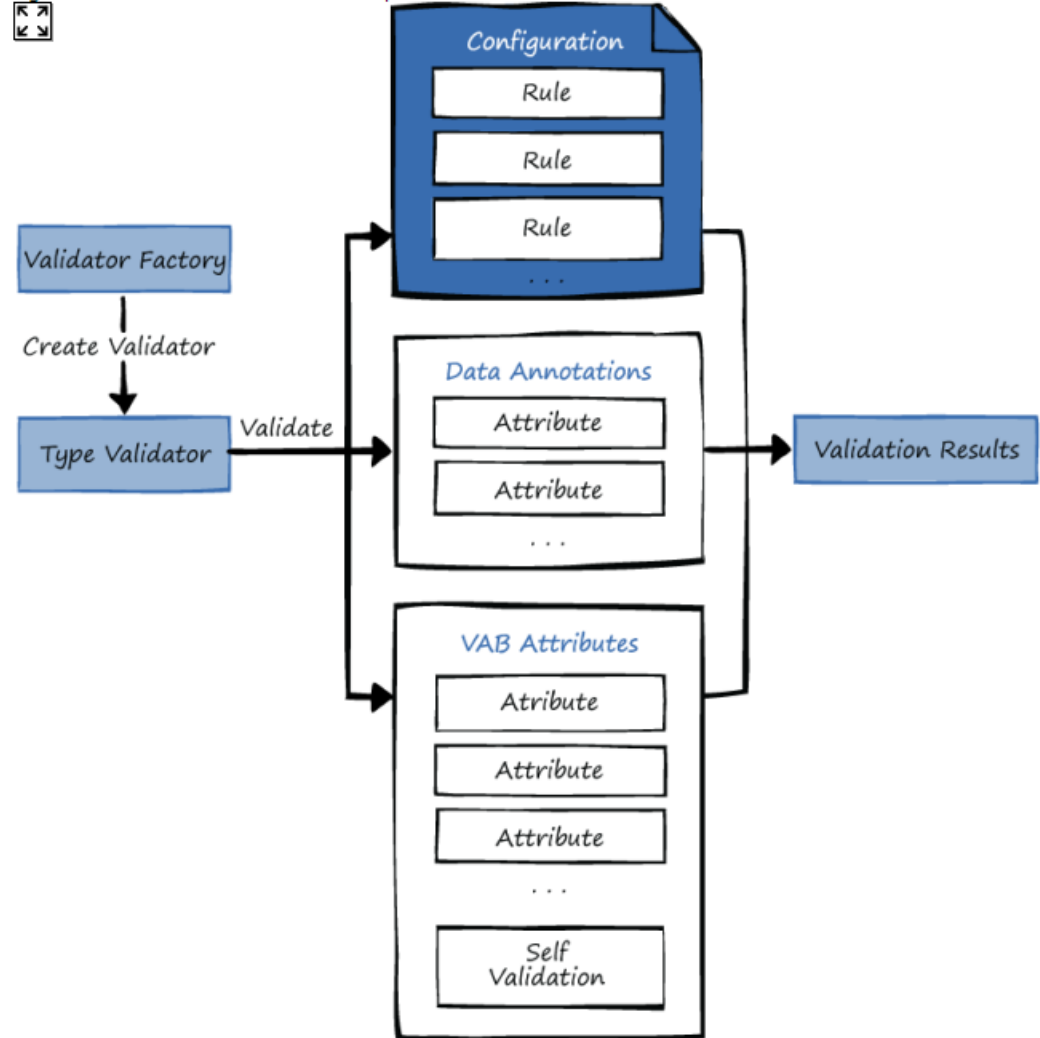 Configuration
Rule
Rule
Rule
. . .
Validator Factory
Create Validator
Type Validator
Validate
Data Annotations
Attribute
Attribute
. . .
Validation Results
VAB Attributes
Atribute
Attribute
Attribute
. . .
Self
Validation